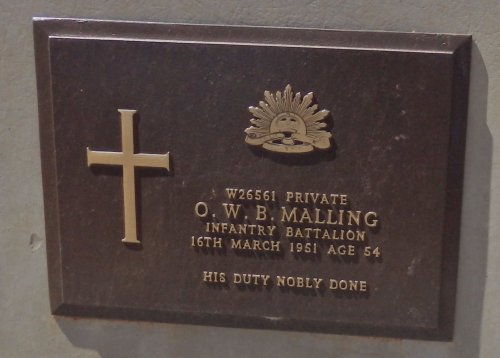 W26561 PRIVATE
O. W. B. MALLING
INFANTRY BATTALION
16TH MARCH 1951 AGE 54
HIS DUTY NOBLY DONE